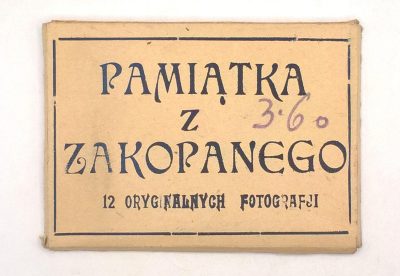 PAMIĄTKA
Z
3·60
ZAKOPANEGO
12 ORYGINALNYCH FOTOGRAFJI